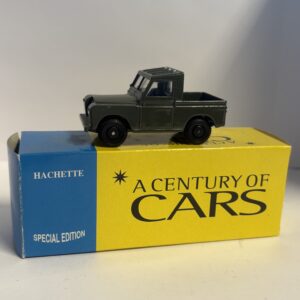 HACHETTE
SPECIAL EDITION
A CENTURY OF
CARS